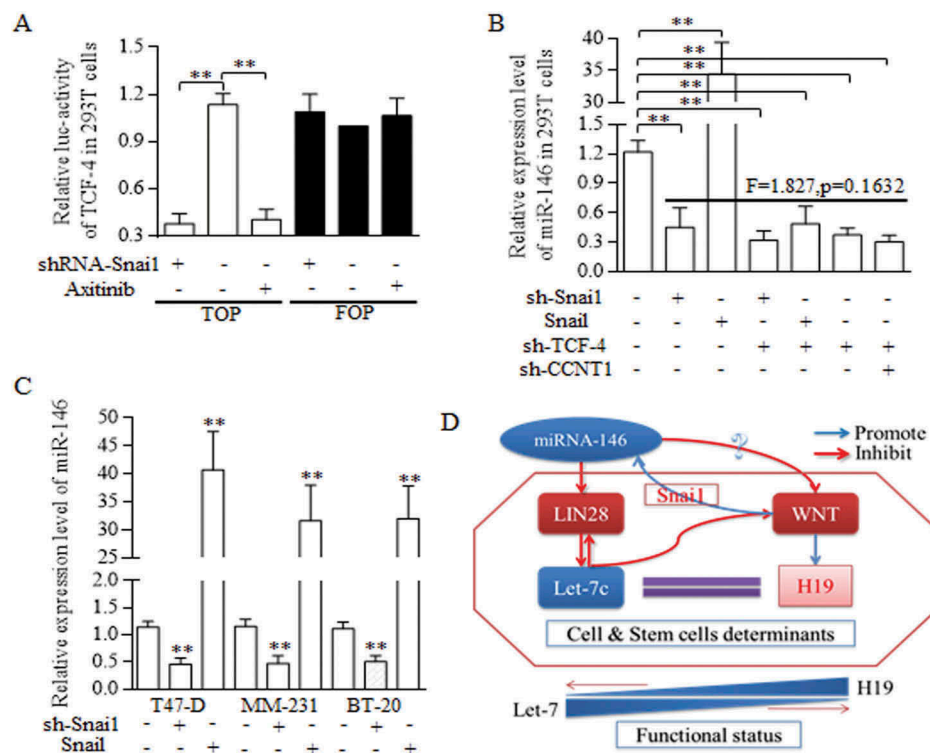 A
Relative luc-activity
of TCF-4 in 293T cells
1.5
1.2
0.9
0.6
0.3
** **
shRNA-Snai1 + - - + - -
Axitinib - - + - - +
TOP FOP
B
Relative expression level
of miR-146 in 293T cells
40
35
30
1.2
0.9
0.6
0.3
0.0
**
**
**
**
**
**
F=1.827,p=0.1632
sh-Snai1 - + - + - - -
Snail - - + - + - -
sh-TCF-4 - - - + + + +
sh-CCNT1 - - - - - - +
C
Relative expression level of miR-146
50
45
40
35
30
25
2.0
1.5
1.0
0.5
0.0
** ** **
** ** **
T47-D MM-231 BT-20
sh-Snai1 - + - - + - - + -
Snail - - + - - + - - +
D
miRNA-146
?
Promote
Inhibit
Snai1
LIN28 WNT
Let-7c H19
Cell & Stem cells determinants
H19
Let-7
Functional status